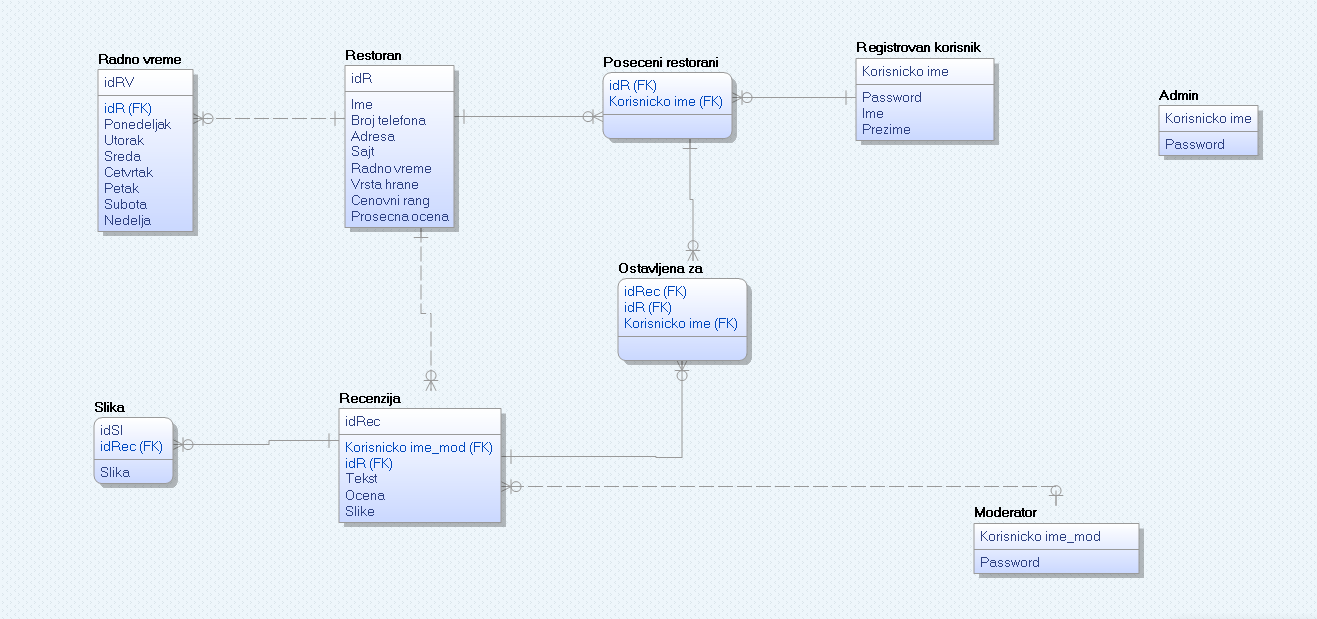 Radno vreme
idRV
idR (FK)
Ponedeljak
Utorak
Sreda
Cetvrtak
Petak
Subota
Nedelja
Restoran
idR
Ime
Broj telefona
Adresa
Sajt
Radno vreme
Vrsta hrane
Cenovni rang
Prosecna ocena
Poseceni restorani
idR (FK)
Korisnicko ime (FK)
Registrovan korisnik
Korisnicko ime
Password
Ime
Prezime
Admin
Korisnicko ime
Password
Ostavljena za
idRec (FK)
idR (FK)
Korisnicko ime (FK)
Slika
idSl
idRec (FK)
Slika
Recenzija
idRec
Korisnicko ime_mod (FK)
idR (FK)
Tekst
Ocena
Slike
Moderator
Korisnicko ime_mod
Password